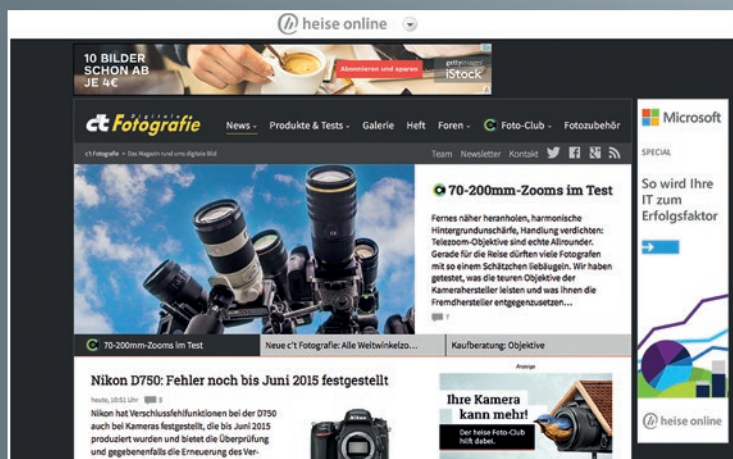 heise online
10 BILDER
SCHON AB
JE 4€
Abonnieren und sparen
gettyimages
iStock
c't Digitale Fotografie
News Produkte & Tests Galerie Heft Foren Foto-Club Fotozubehör
c't Fotografie > Das Magazin rund ums digitale Bild
Team Newsletter Kontakt
70-200mm-Zooms im Test
Fernes näher heranholen, harmonische
Hintergrundunschärfe, Handlung verdichten:
Telezoom-Objektive sind echte Allrounder.
Gerade für die Reise dürften viele Fotografen
mit so einem Schätzchen liebäugeln. Wir haben
getestet, was die teuren Objektive der
Kamerahersteller leisten und was ihnen die
Fremdhersteller entgegenzusetzen...
7
70-200mm-Zooms im Test
Neue c't Fotografie: Alle Weitwinkelzo...
Kaufberatung: Objektive
Nikon D750: Fehler noch bis Juni 2015 festgestellt
heute, 10:51 Uhr 5
Nikon hat Verschlussfehlfunktionen bei der D750
auch bei Kameras festgestellt, die bis Juni 2015
produziert wurden und bietet die Überprüfung
und gegebenenfalls die Erneuerung des Ver-
Nikon
Anzeige
Ihre Kamera
kann mehr!
Der heise Foto-Club
hilft dabei.
Microsoft
SPECIAL
So wird Ihre
IT zum
Erfolgsfaktor
heise online